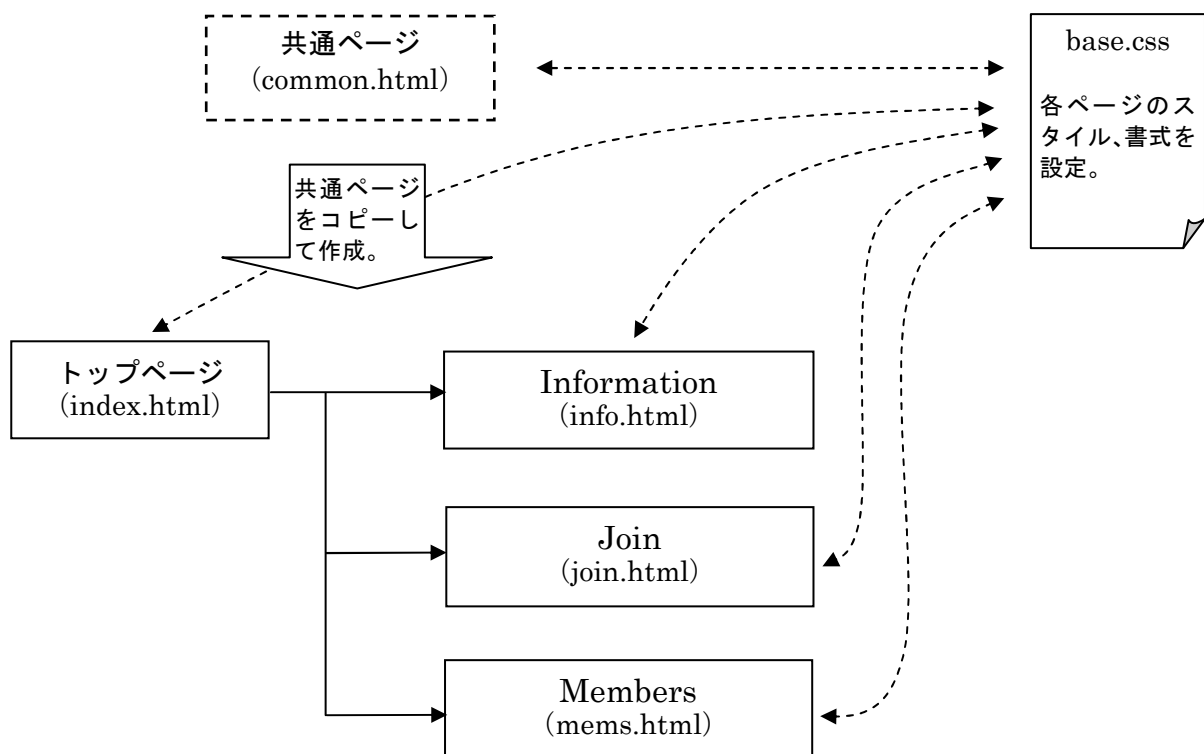 共通ページ
（common.html）
base.css
各ページのス
タイル、書式を
設定。
共通ページ
をコピーし
て作成。
トップページ
（index.html）
Information
（info.html）
Join
（join.html）
Members
（mems.html）